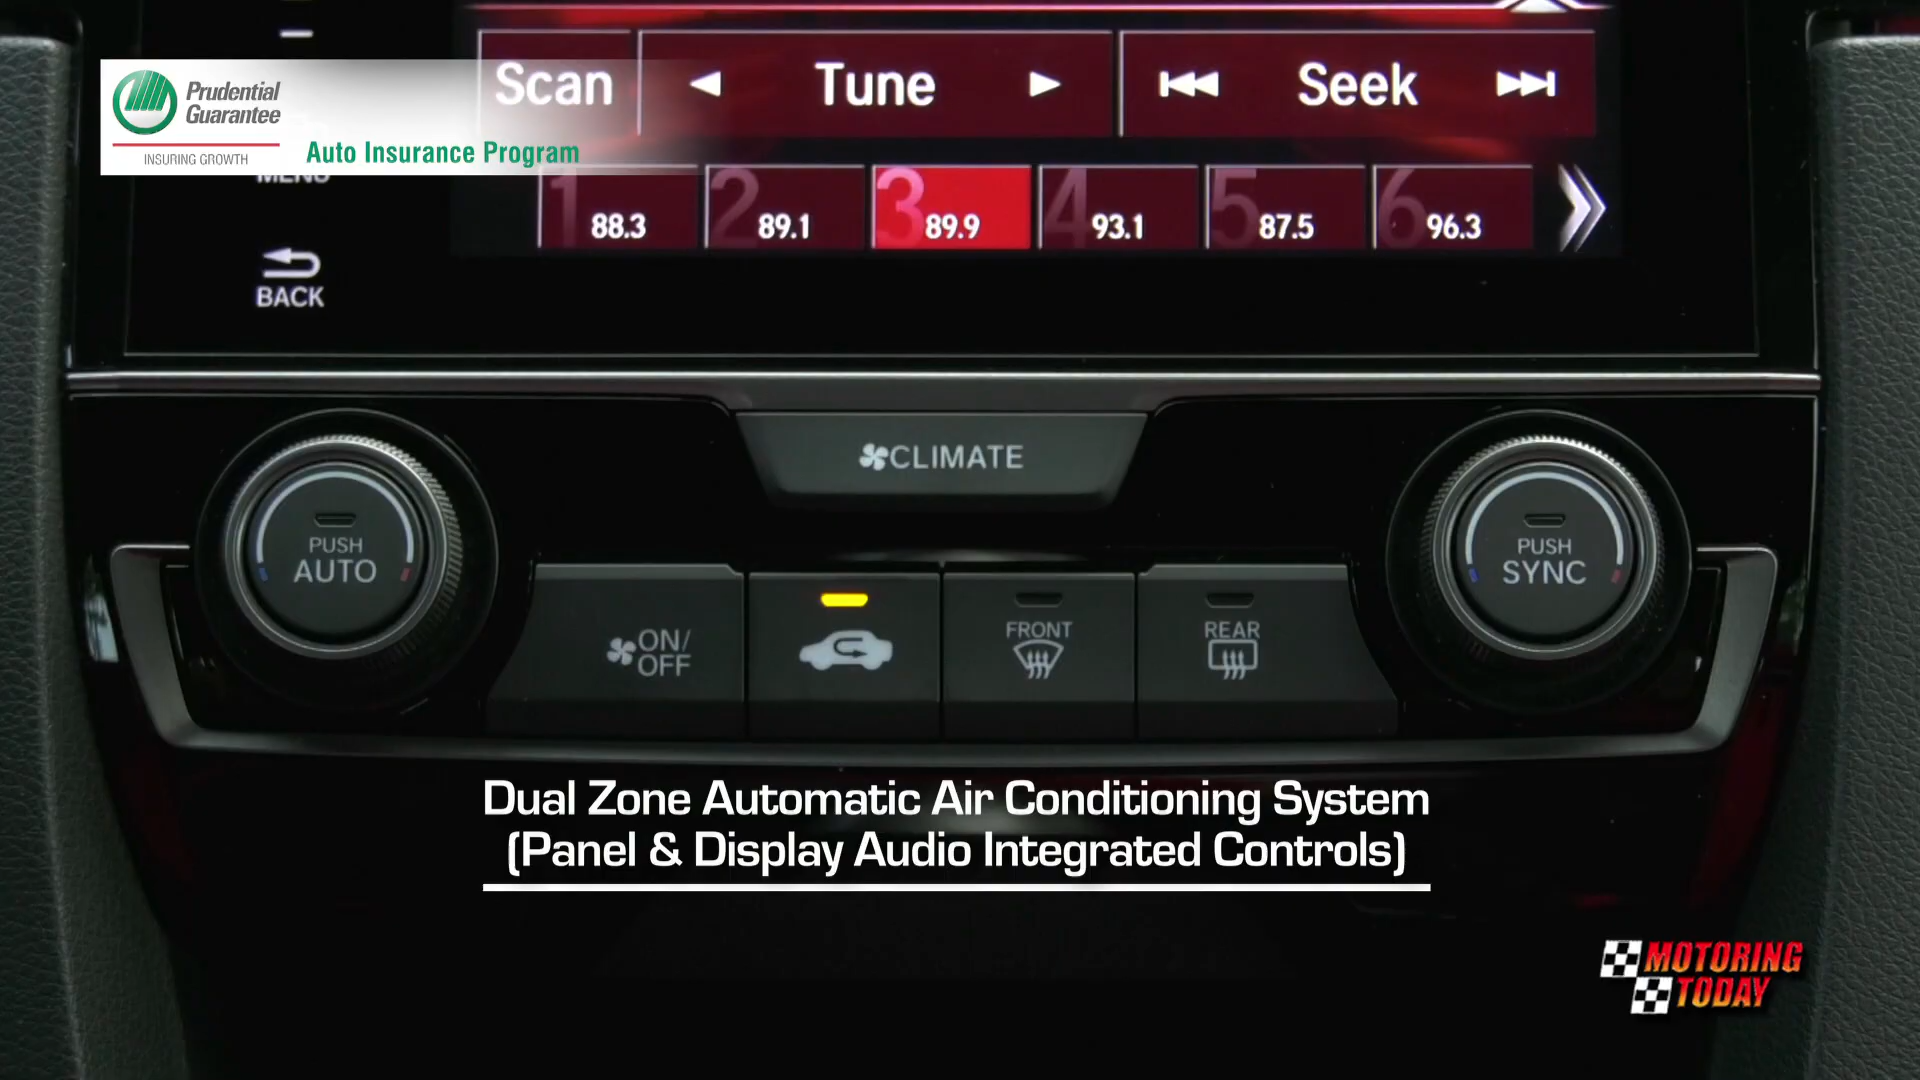 Prudential
Guarantee
INSURING GROWTH
Auto Insurance Program
Scan
Tune
Seek
MENU
1 88.3
2 89.1
3 89.9
4 93.1
5 87.5
6 96.3
BACK
CLIMATE
PUSH
AUTO
PUSH
SYNC
ON/
OFF
FRONT
REAR
Dual Zone Automatic Air Conditioning System
(Panel & Display Audio Integrated Controls)
MOTORING
TODAY